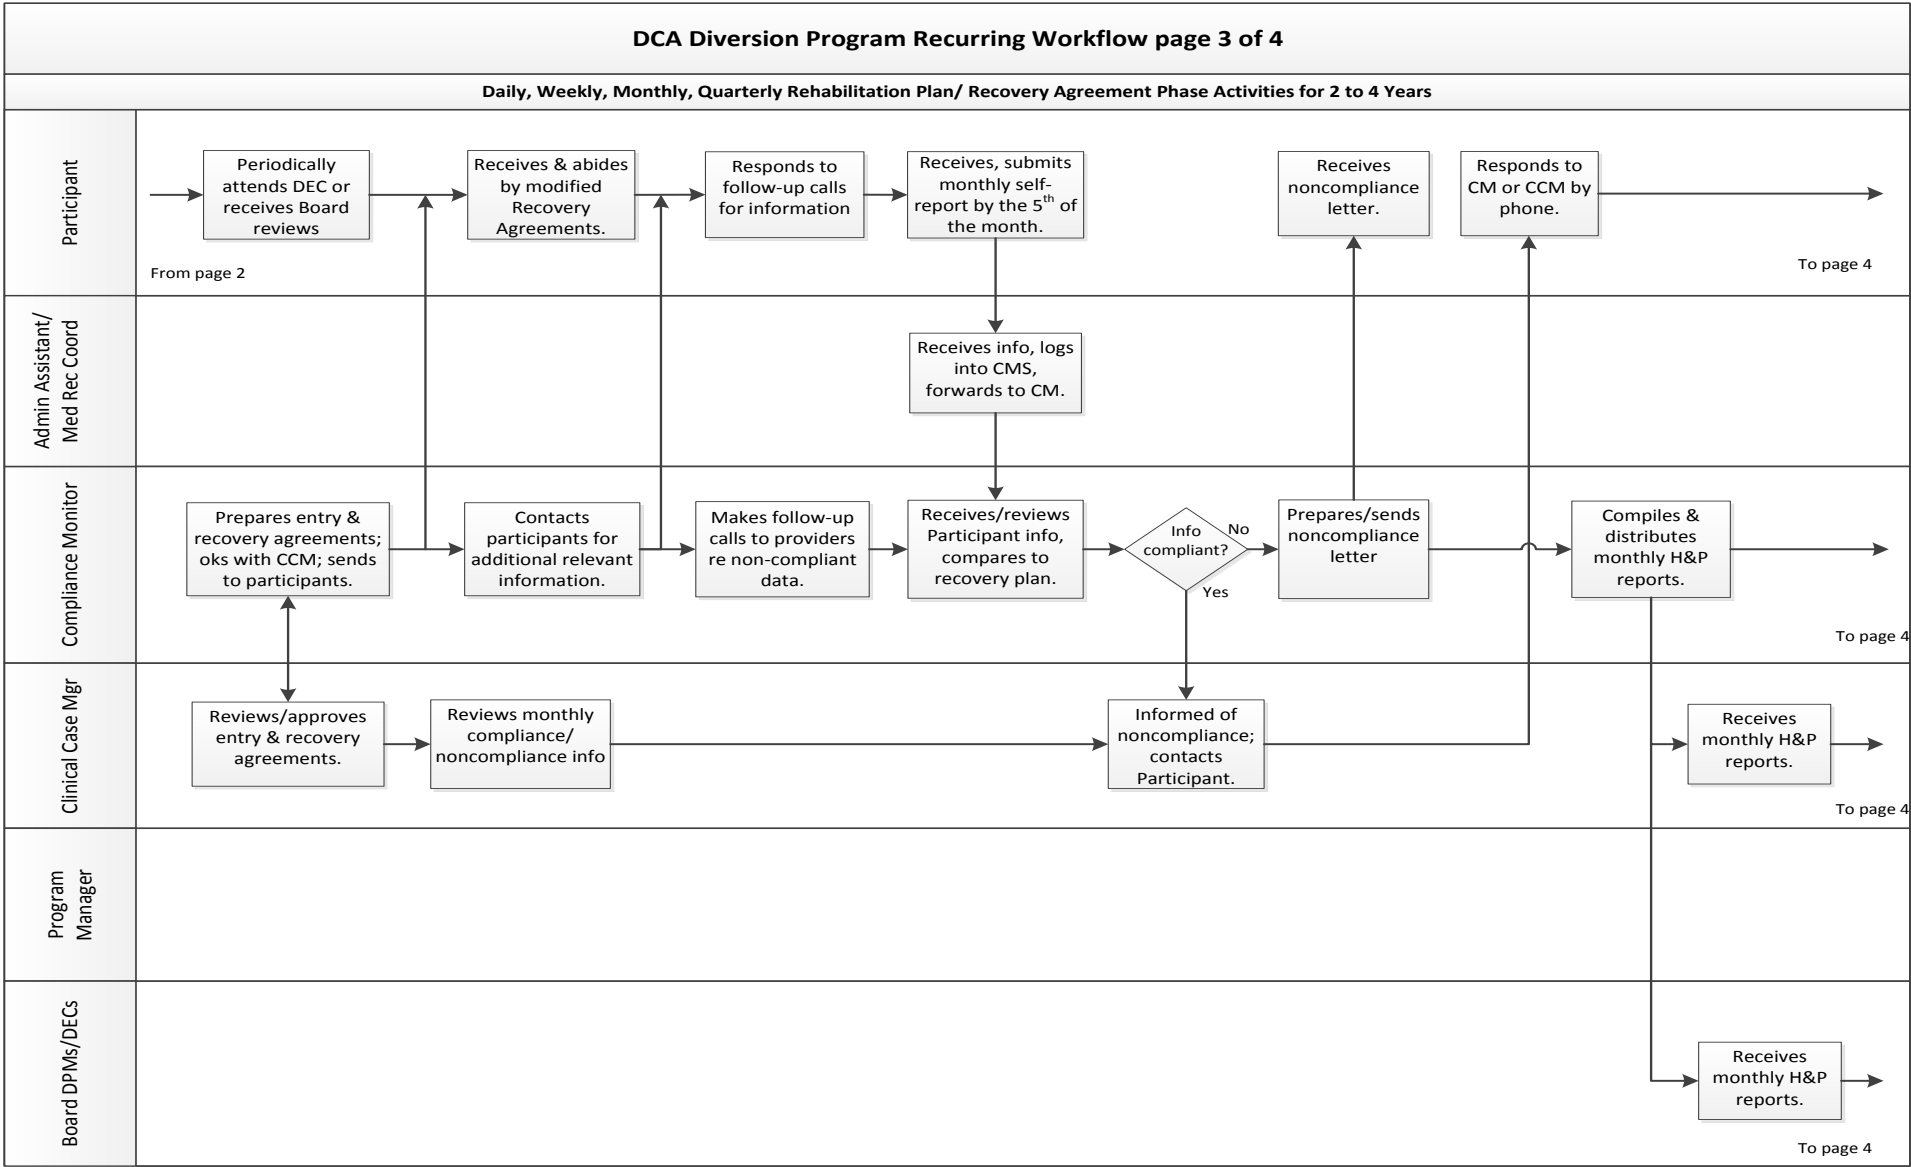 DCA Diversion Program Recurring Workflow page 3 of 4
Daily, Weekly, Monthly, Quarterly Rehabilitation Plan/ Recovery Agreement Phase Activities for 2 to 4 Years
Participant
Periodically
attends DEC or
receives Board
reviews
Receives & abides
by modified
Recovery
Agreements.
Responds to
follow-up calls
for information
Receives, submits
monthly self-
report by the 5th of
the month.
Receives
noncompliance
letter.
Responds to
CM or CCM by
phone.
From page 2
To page 4
Admin Assistant/
Med Rec Coord
Receives info, logs
into CMS,
forwards to CM.
Compliance Monitor
Prepares entry &
recovery agreements;
oks with CCM; sends
to participants.
Contacts
participants for
additional relevant
information.
Makes follow-up
calls to providers
re non-compliant
data.
Receives/reviews
Participant info,
compares to
recovery plan.
Info
compliant?
No
Yes
Prepares/sends
noncompliance
letter
Compiles &
distributes
monthly H&P
reports.
To page 4
Clinical Case Mgr
Reviews/approves
entry & recovery
agreements.
Reviews monthly
compliance/
noncompliance info
Informed of
noncompliance;
contacts
Participant.
Receives
monthly H&P
reports.
To page 4
Program
Manager
Board DPMs/DECs
Receives
monthly H&P
reports.
To page 4